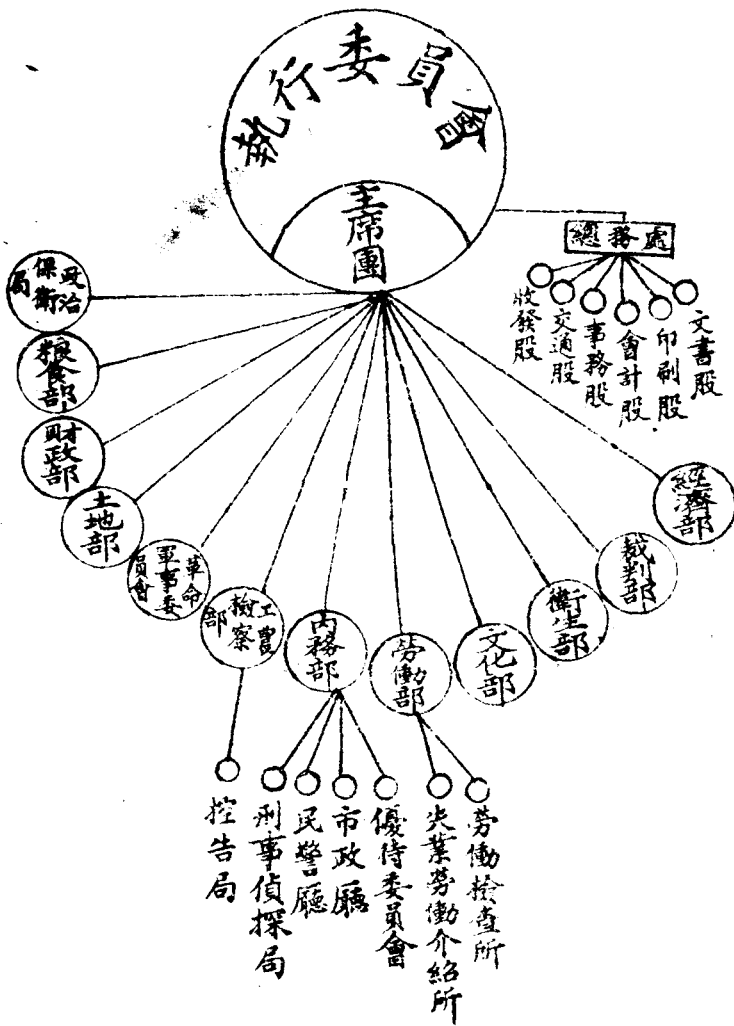 執行委員會
主席團
總務處
文書股
印刷股
會計股
事務股
交通股
收發股
政治保衛局
粮食部
財政部
土地部
革命軍事委員會
工農檢察部
內務部
勞働部
文化部
衛生部
裁判部
經濟部
控告局
刑事偵探局
民警廳
市政廳
優待委員會
失業勞働介紹所
勞働檢查所